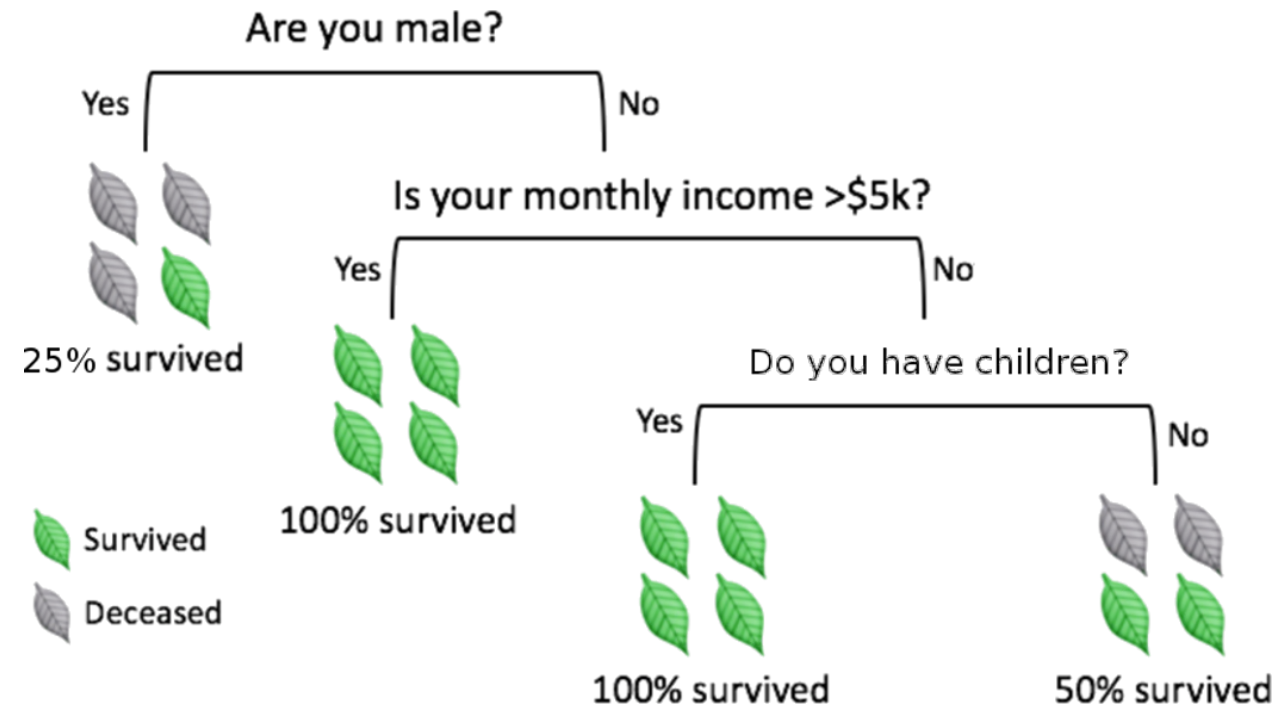 Are you male?
Yes
No
25% survived
Is your monthly income >$5k?
Yes
No
100% survived
Do you have children?
Yes
No
100% survived
50% survived
Survived
Deceased